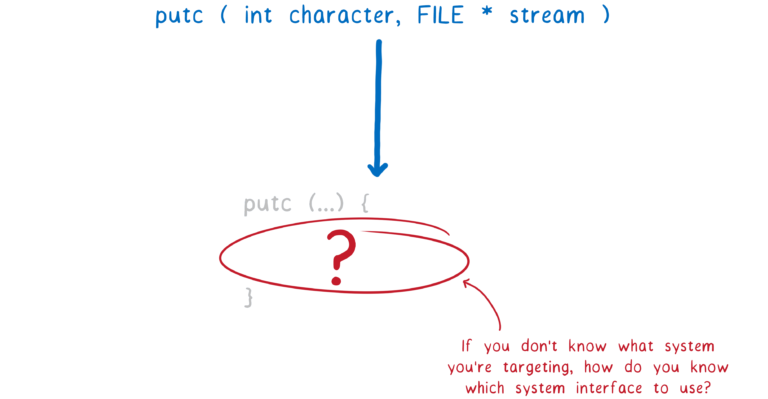 putc ( int character, FILE * stream )
putc (...) {
?
}
If you don't know what system
you're targeting, how do you know
which system interface to use?